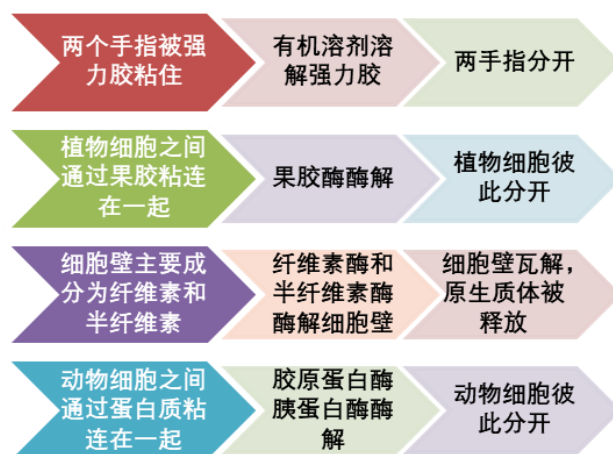 两个手指被强
力胶粘住
有机溶剂溶
解强力胶
两手指分开
植物细胞之间
通过果胶粘连
在一起
果胶酶酶解
植物细胞彼
此分开
细胞壁主要成
分为纤维素和
半纤维素
纤维素酶和
半纤维素酶
酶解细胞壁
细胞壁瓦解，
原生质体被
释放
动物细胞之间
通过蛋白质粘
连在一起
胶原蛋白酶
胰蛋白酶酶
解
动物细胞彼
此分开